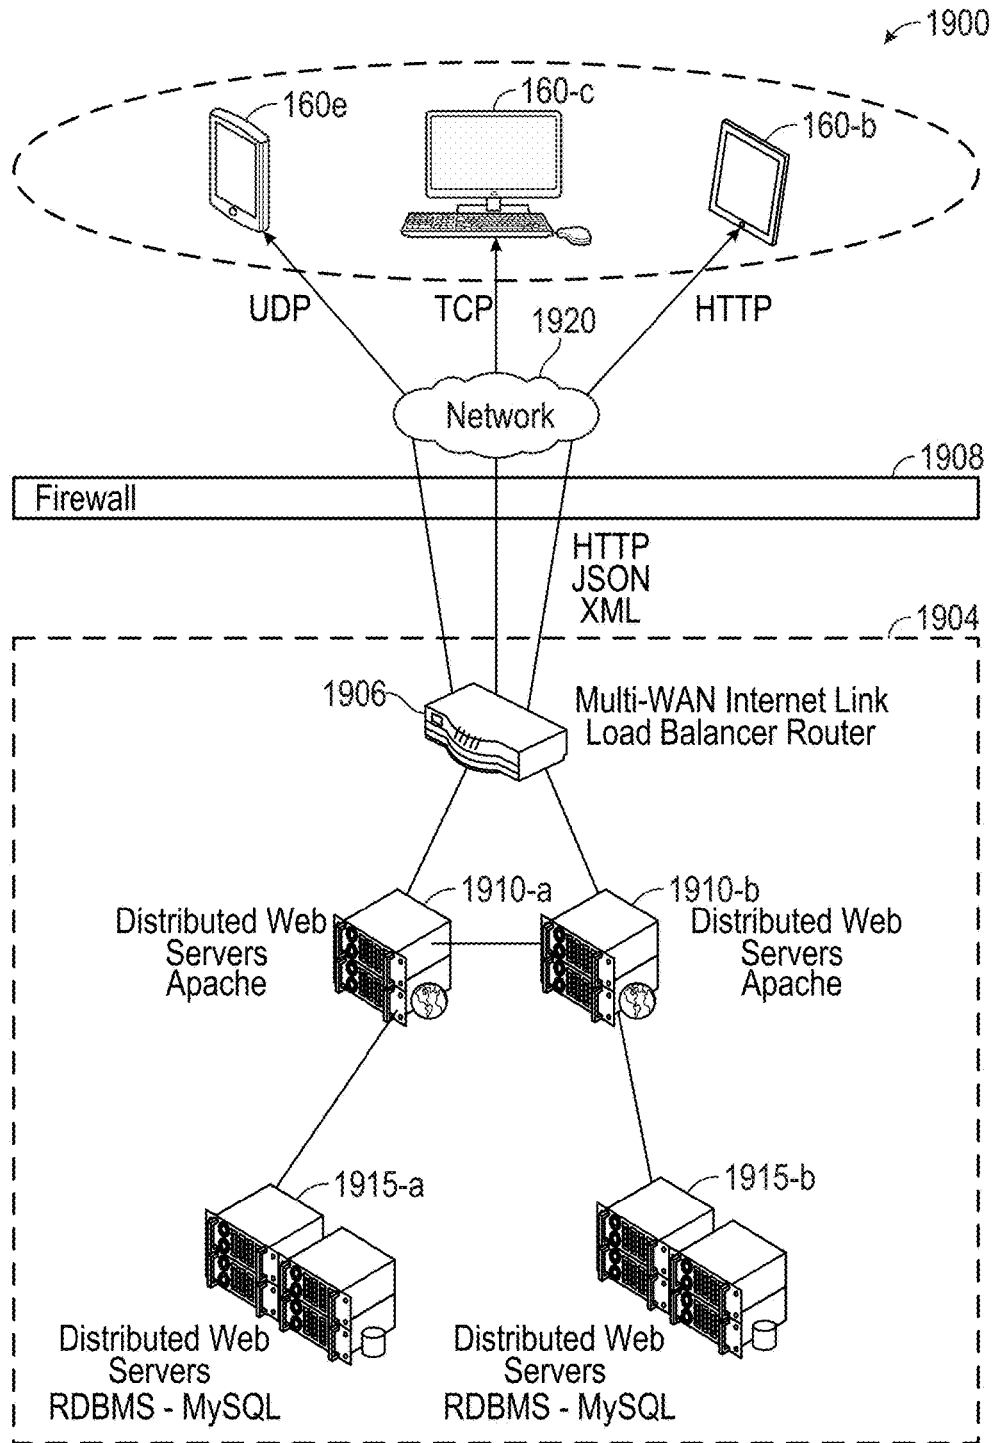 1900
160e
160-c
160-b
UDP
TCP
HTTP
1920
Network
1908
Firewall
HTTP
JSON
XML
1904
1906
Multi-WAN Internet Link
Load Balancer Router
1910-a
1910-b
Distributed Web
Servers
Apache
Distributed Web
Servers
Apache
1915-a
1915-b
Distributed Web
Servers
RDBMS - MySQL
Distributed Web
Servers
RDBMS - MySQL